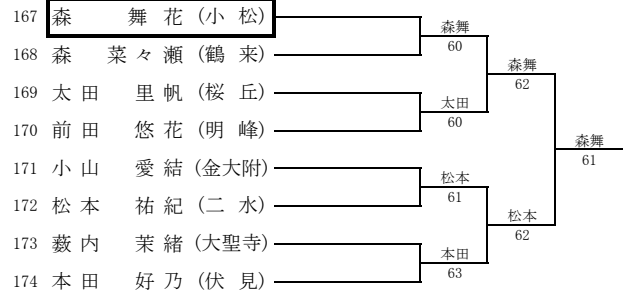 167 森 舞 花 (小 松)
168 森 菜 々 瀬 (鶴 来)
169 太 田 里 帆 (桜 丘)
170 前 田 悠 花 (明 峰)
171 小 山 愛 結 (金大附)
172 松 本 祐 紀 (二 水)
173 薮 内 茉 緒 (大聖寺)
174 本 田 好 乃 (伏 見)
森舞
60
太田
60
松本
61
本田
63
森舞
62
松本
62
森舞
61